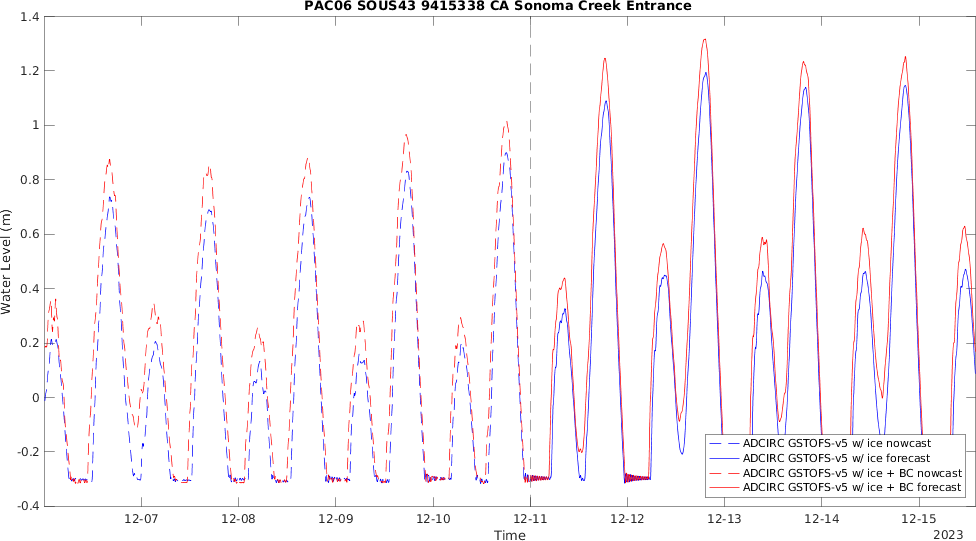 PAC06 SOUS43 9415338 CA Sonoma Creek Entrance
1.4
1.2
1
0.8
0.6
0.4
0.2
0
-0.2
-0.4
Water Level (m)
12-07 12-08 12-09 12-10 12-11 12-12 12-13 12-14 12-15
Time
2023
ADCIRC GSTOFS-v5 w/ ice nowcast
ADCIRC GSTOFS-v5 w/ ice forecast
ADCIRC GSTOFS-v5 w/ ice + BC nowcast
ADCIRC GSTOFS-v5 w/ ice + BC forecast